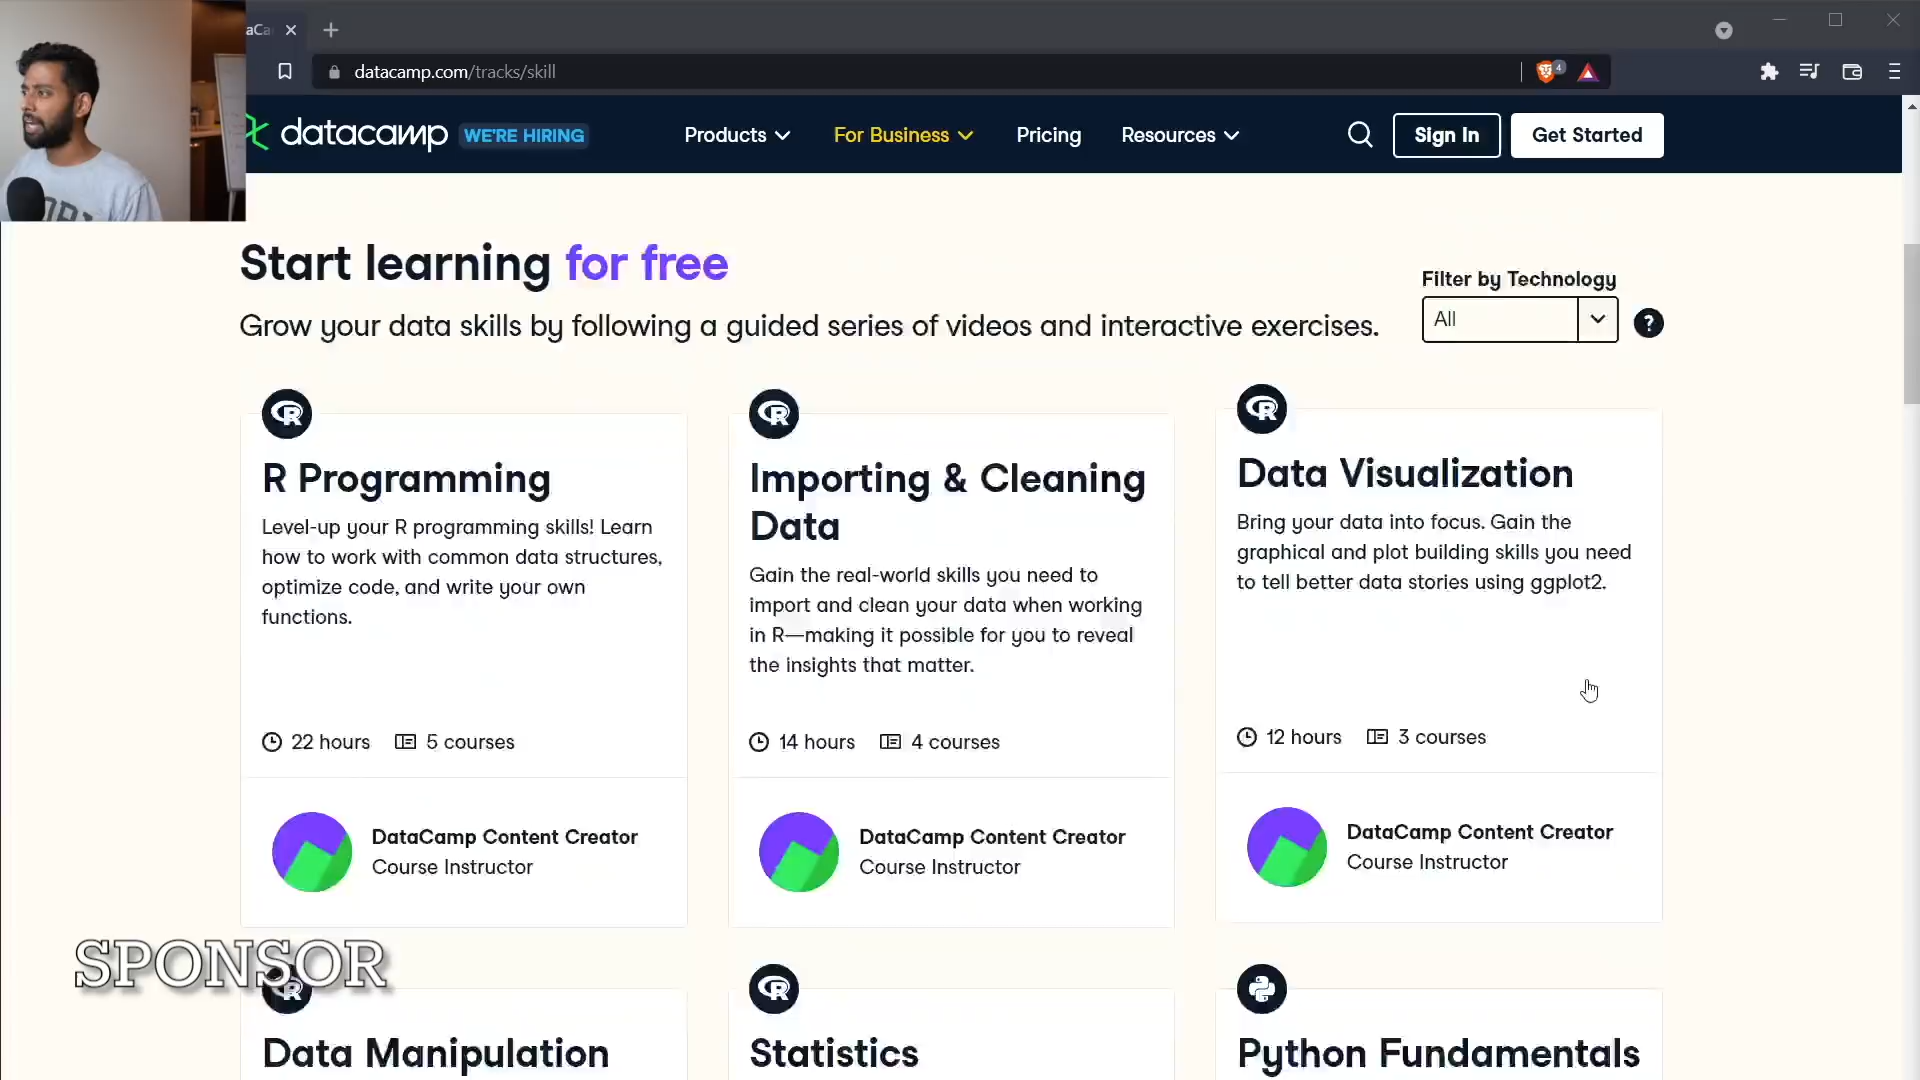 aCa
datacamp.com/tracks/skill
4
datacamp WE'RE HIRING
Products
For Business
Pricing
Resources
Sign In
Get Started
Start learning for free
Grow your data skills by following a guided series of videos and interactive exercises.
Filter by Technology
All
?
R
R Programming
Level-up your R programming skills! Learn
how to work with common data structures,
optimize code, and write your own
functions.
22 hours
5 courses
DataCamp Content Creator
Course Instructor
R
Importing & Cleaning
Data
Gain the real-world skills you need to
import and clean your data when working
in R—making it possible for you to reveal
the insights that matter.
14 hours
4 courses
DataCamp Content Creator
Course Instructor
R
Data Visualization
Bring your data into focus. Gain the
graphical and plot building skills you need
to tell better data stories using ggplot2.
12 hours
3 courses
DataCamp Content Creator
Course Instructor
SPONSOR
R
Data Manipulation
R
Statistics
Python Fundamentals